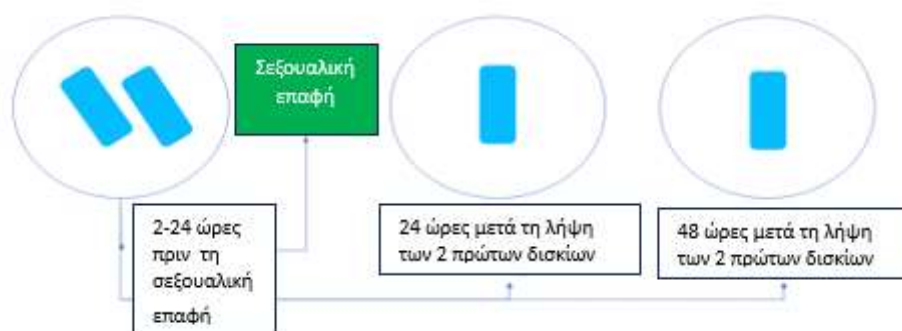 Σεξουαλική
επαφή
2-24 ώρες
πριν τη
σεξουαλική
επαφή
24 ώρες μετά τη λήψη
των 2 πρώτων δισκίων
48 ώρες μετά τη λήψη
των 2 πρώτων δισκίων